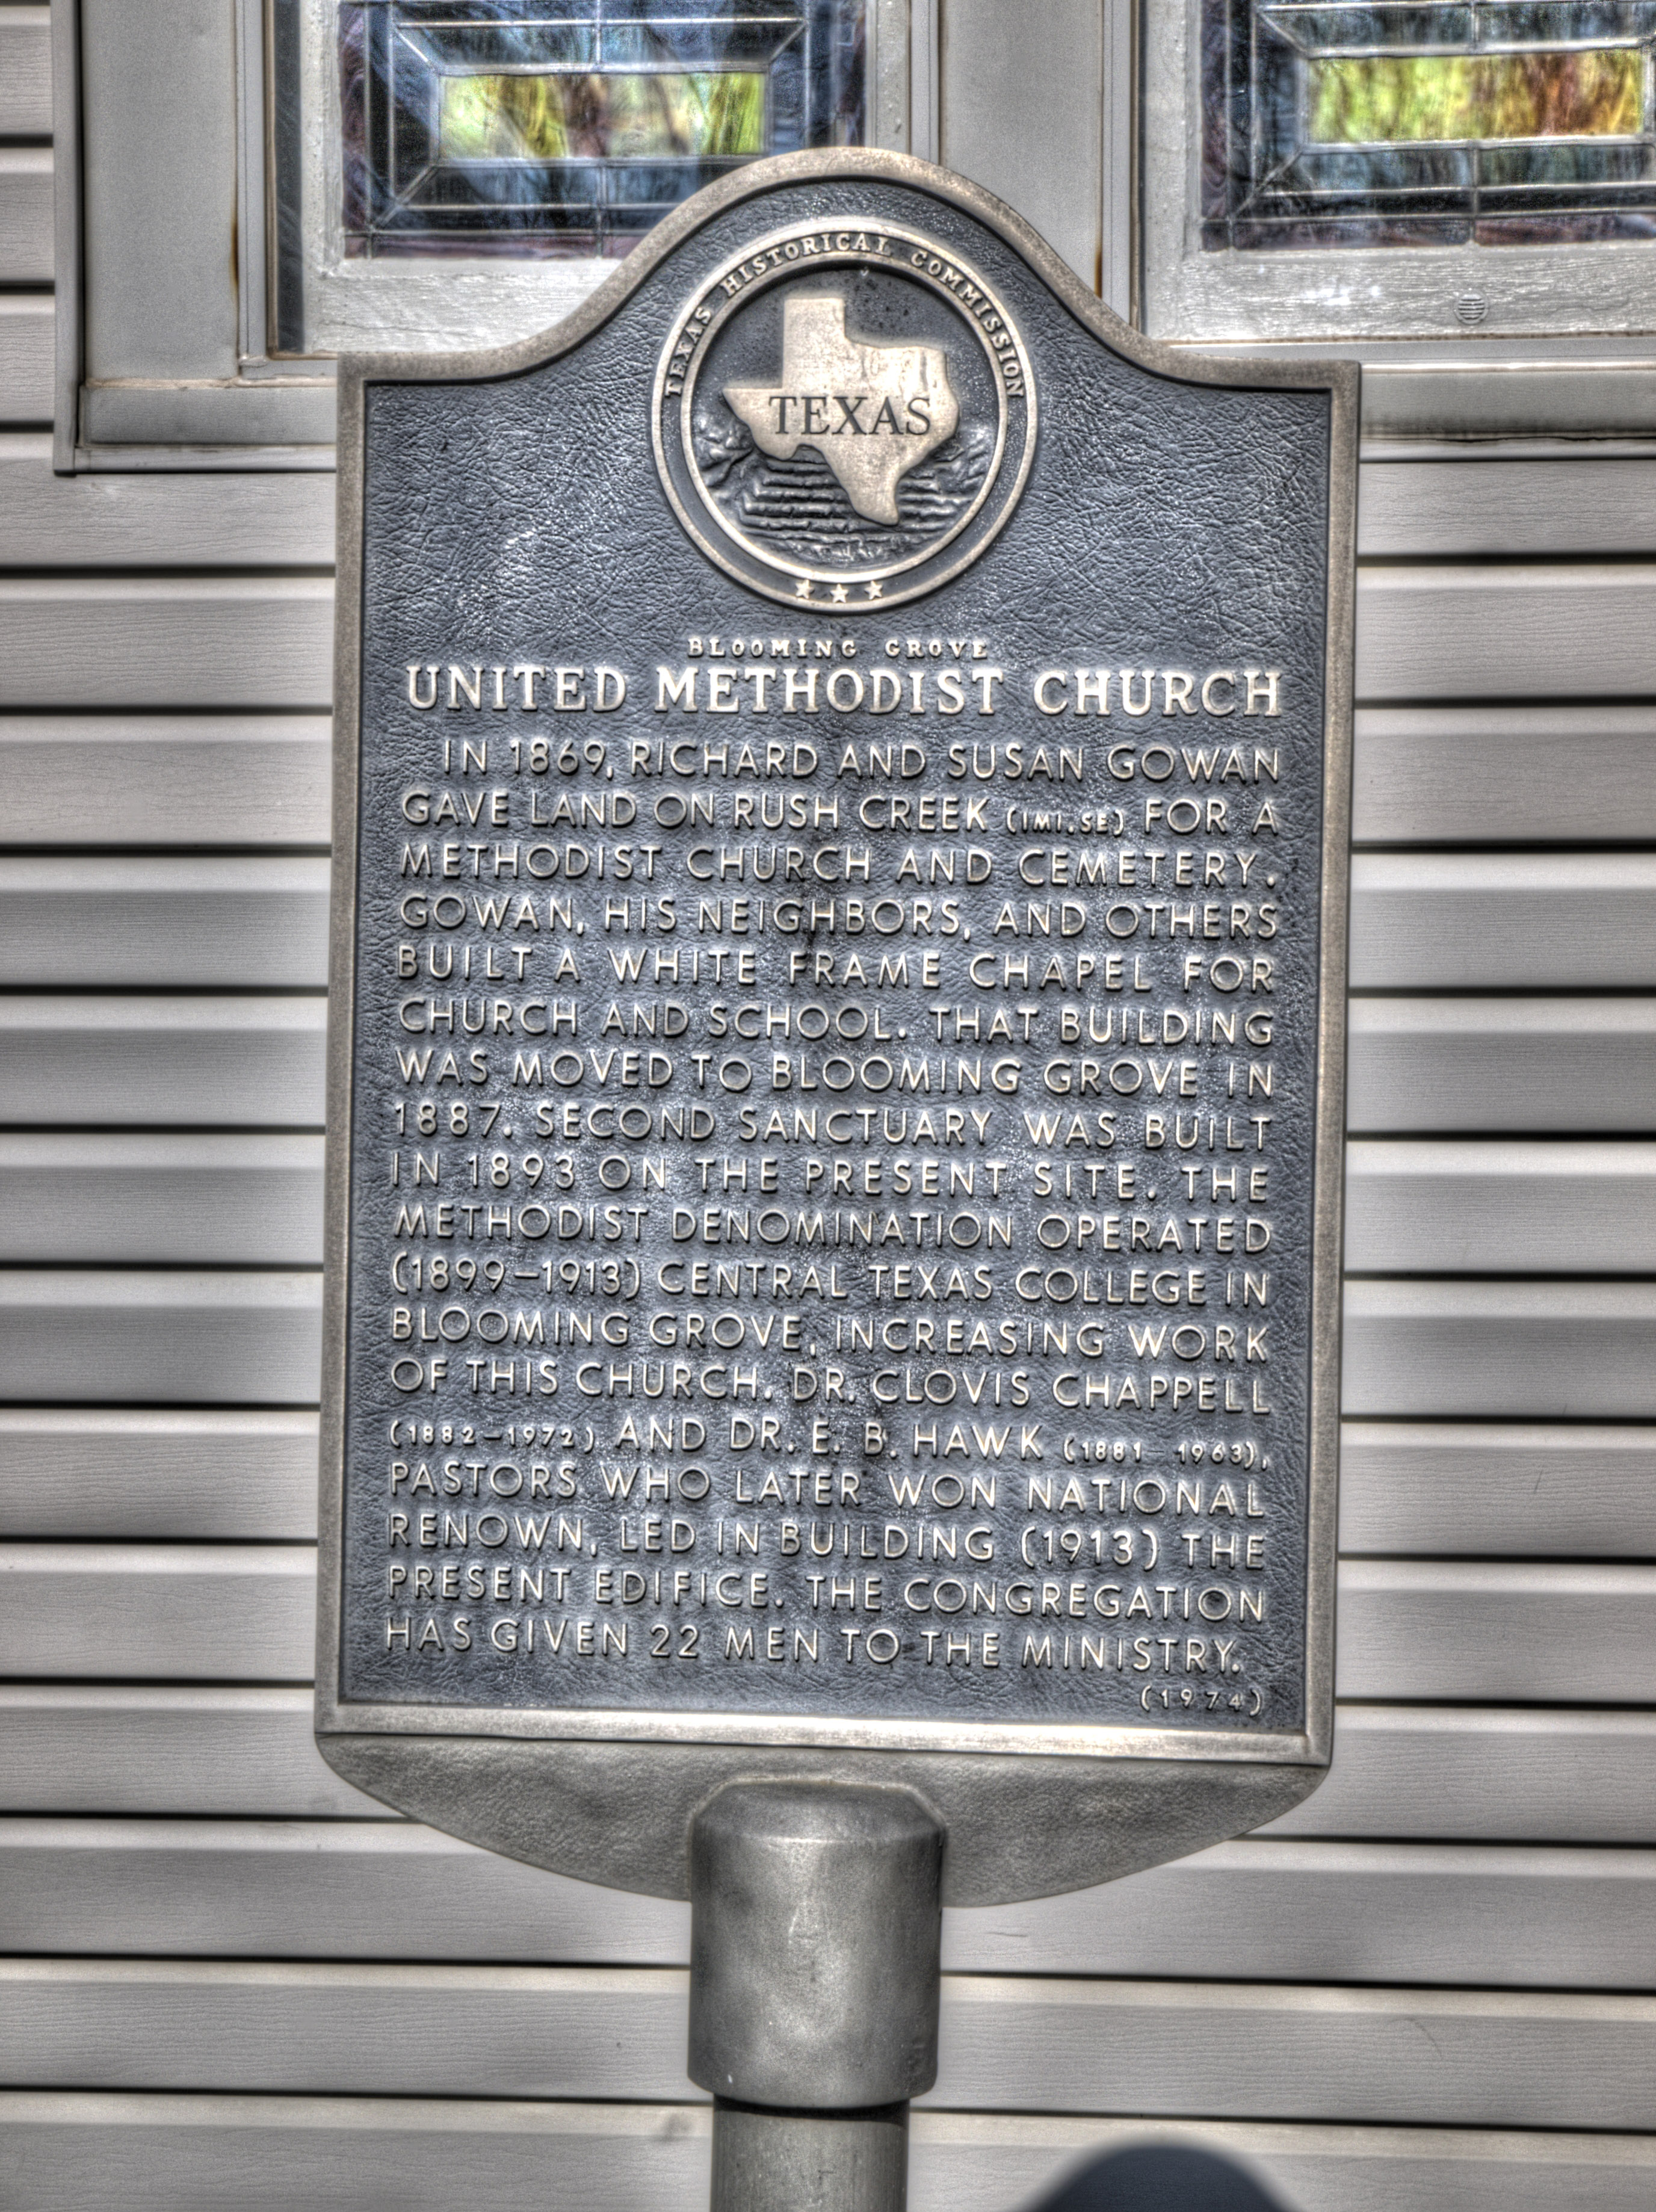 TEXAS HISTORICAL COMMISSION
TEXAS
BLOOMING GROVE
UNITED METHODIST CHURCH
IN 1869, RICHARD AND SUSAN GOWAN
GAVE LAND ON RUSH CREEK (1MI.SE) FOR A
METHODIST CHURCH AND CEMETERY.
GOWAN, HIS NEIGHBORS, AND OTHERS
BUILT A WHITE FRAME CHAPEL FOR
CHURCH AND SCHOOL. THAT BUILDING
WAS MOVED TO BLOOMING GROVE IN
1887. SECOND SANCTUARY WAS BUILT
IN 1893 ON THE PRESENT SITE. THE
METHODIST DENOMINATION OPERATED
(1899–1913) CENTRAL TEXAS COLLEGE IN
BLOOMING GROVE, INCREASING WORK
OF THIS CHURCH. DR. CLOVIS CHAPPELL
(1882–1972) AND DR. E. B. HAWK (1881–1963),
PASTORS WHO LATER WON NATIONAL
RENOWN, LED IN BUILDING (1913) THE
PRESENT EDIFICE. THE CONGREGATION
HAS GIVEN 22 MEN TO THE MINISTRY.
(1974)